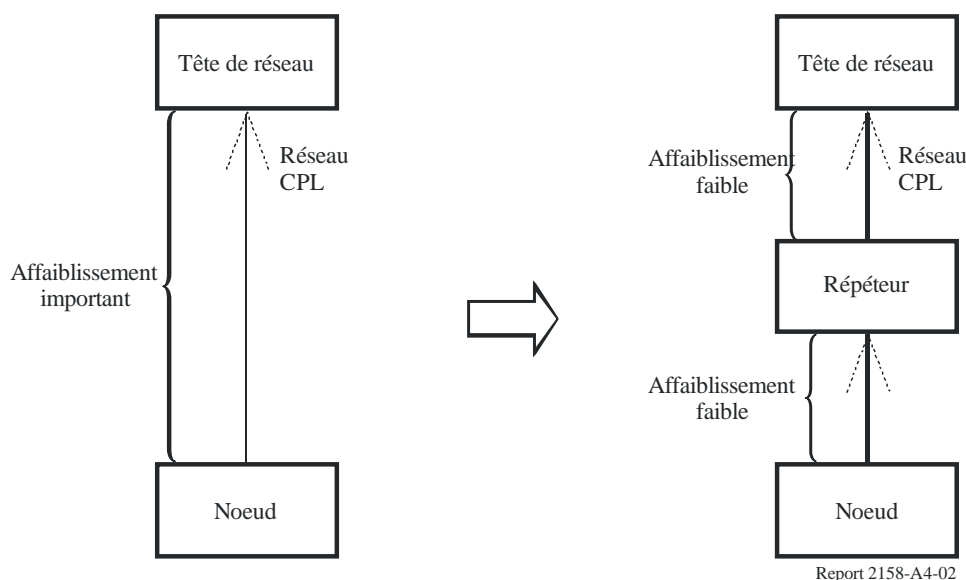 Tête de réseau
Réseau
CPL
Affaiblissement
important
Noeud
Tête de réseau
Affaiblissement
faible
Réseau
CPL
Répéteur
Affaiblissement
faible
Noeud
Report 2158-A4-02